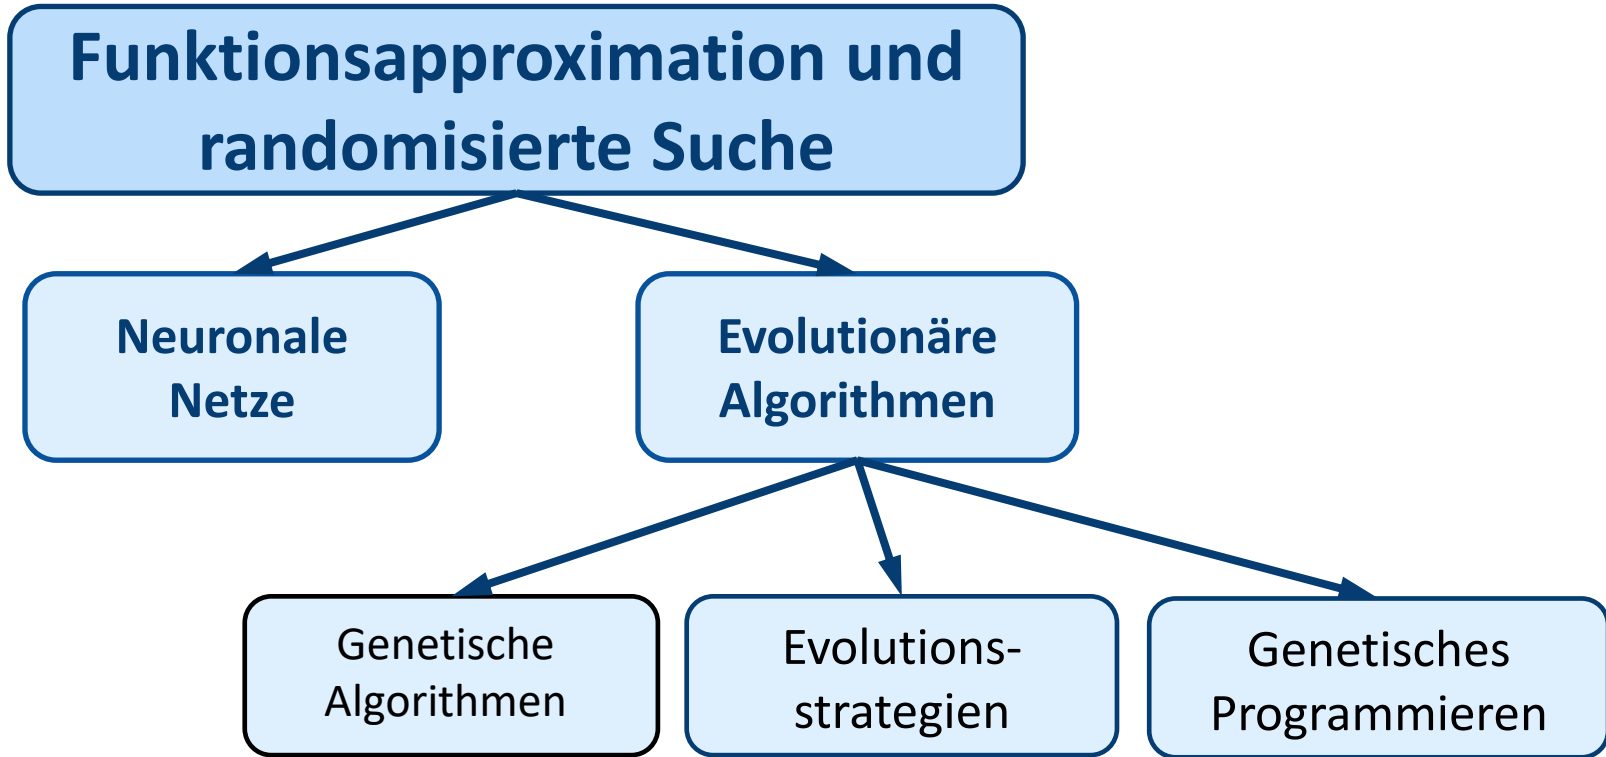 Funktionsapproximation und
randomisierte Suche
Neuronale
Netze
Evolutionäre
Algorithmen
Genetische
Algorithmen
Evolutions-
strategien
Genetisches
Programmieren